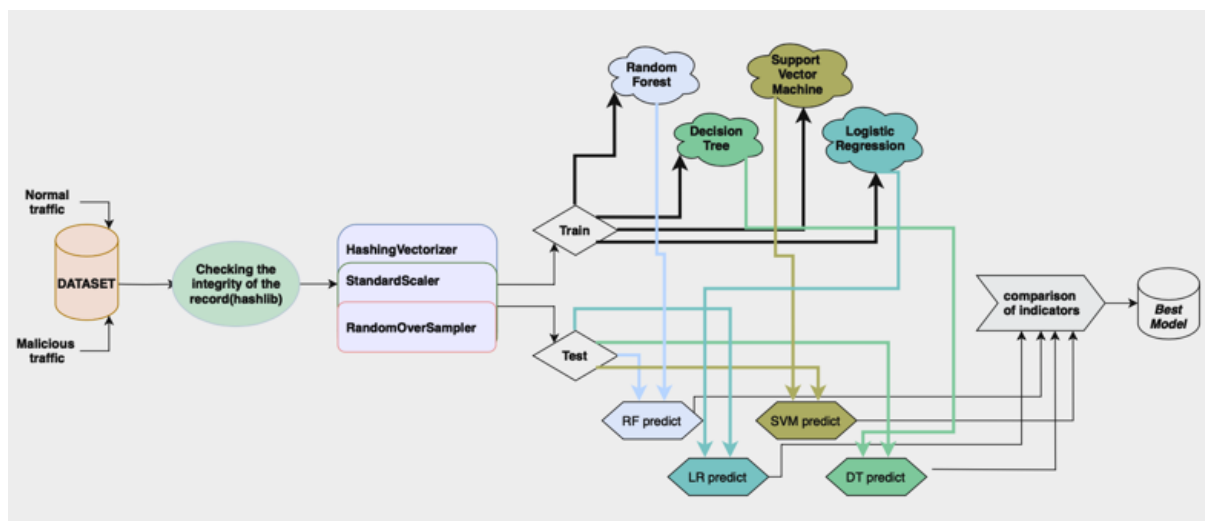 Normal
traffic
DATASET
Malicious traffic
Checking the
integrity of the
record(hashlib)
HashingVectorizer
StandardScaler
RandomOverSampler
Train
Test
Random
Forest
Decision
Tree
Support
Vector
Machine
Logistic
Regression
RF predict
SVM predict
LR predict
DT predict
comparison
of indicators
Best
Model